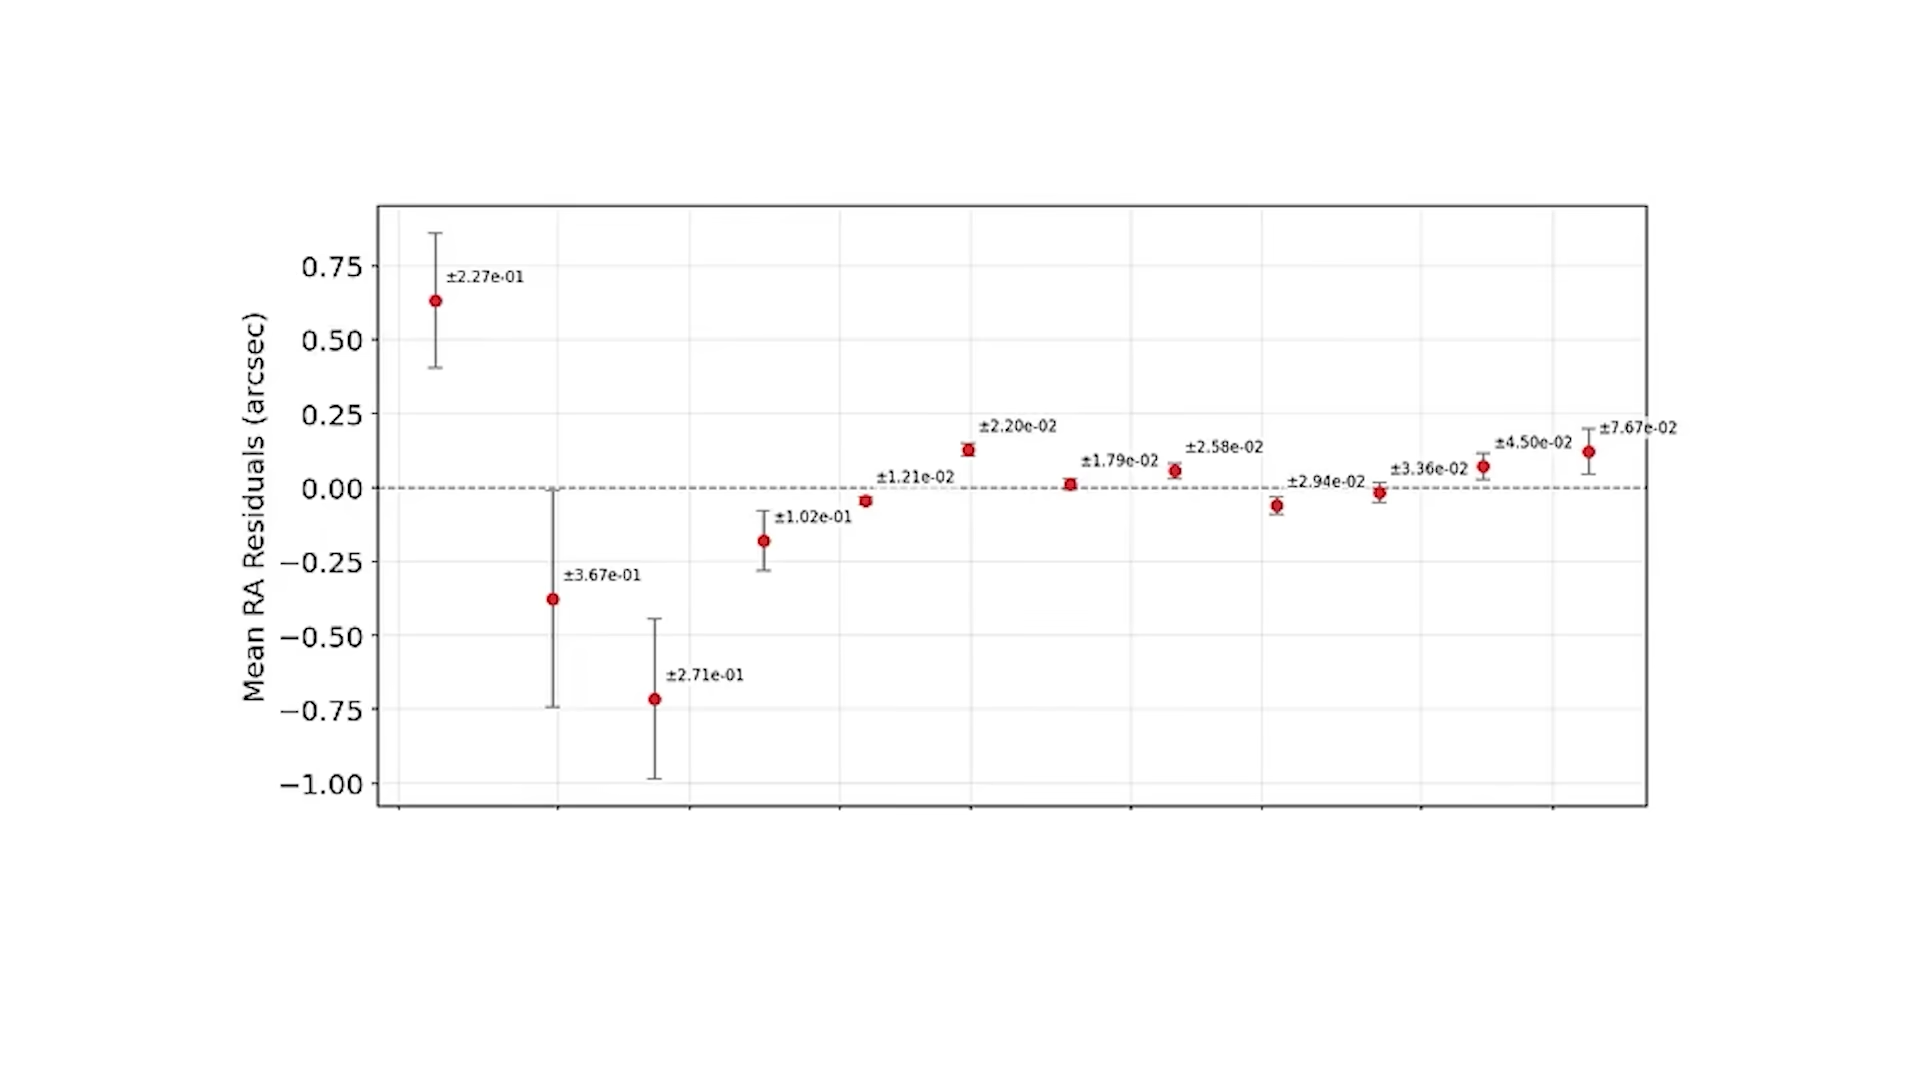 Mean RA Residuals (arcsec)
0.75
0.50
0.25
0.00
−0.25
−0.50
−0.75
−1.00
±2.27e-01
±3.67e-01
±2.71e-01
±1.02e-01
±1.21e-02
±2.20e-02
±1.79e-02
±2.58e-02
±2.94e-02
±3.36e-02
±4.50e-02
±7.67e-02